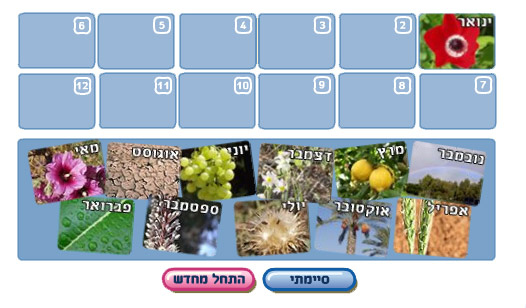 ינואר
2
3
4
5
6
7
8
9
10
11
12
נובמבר
מרץ
דצמבר
יוני
אוגוסט
מאי
אפריל
אוקטובר
יולי
ספטמבר
פברואר
סיימתי
התחל מחדש